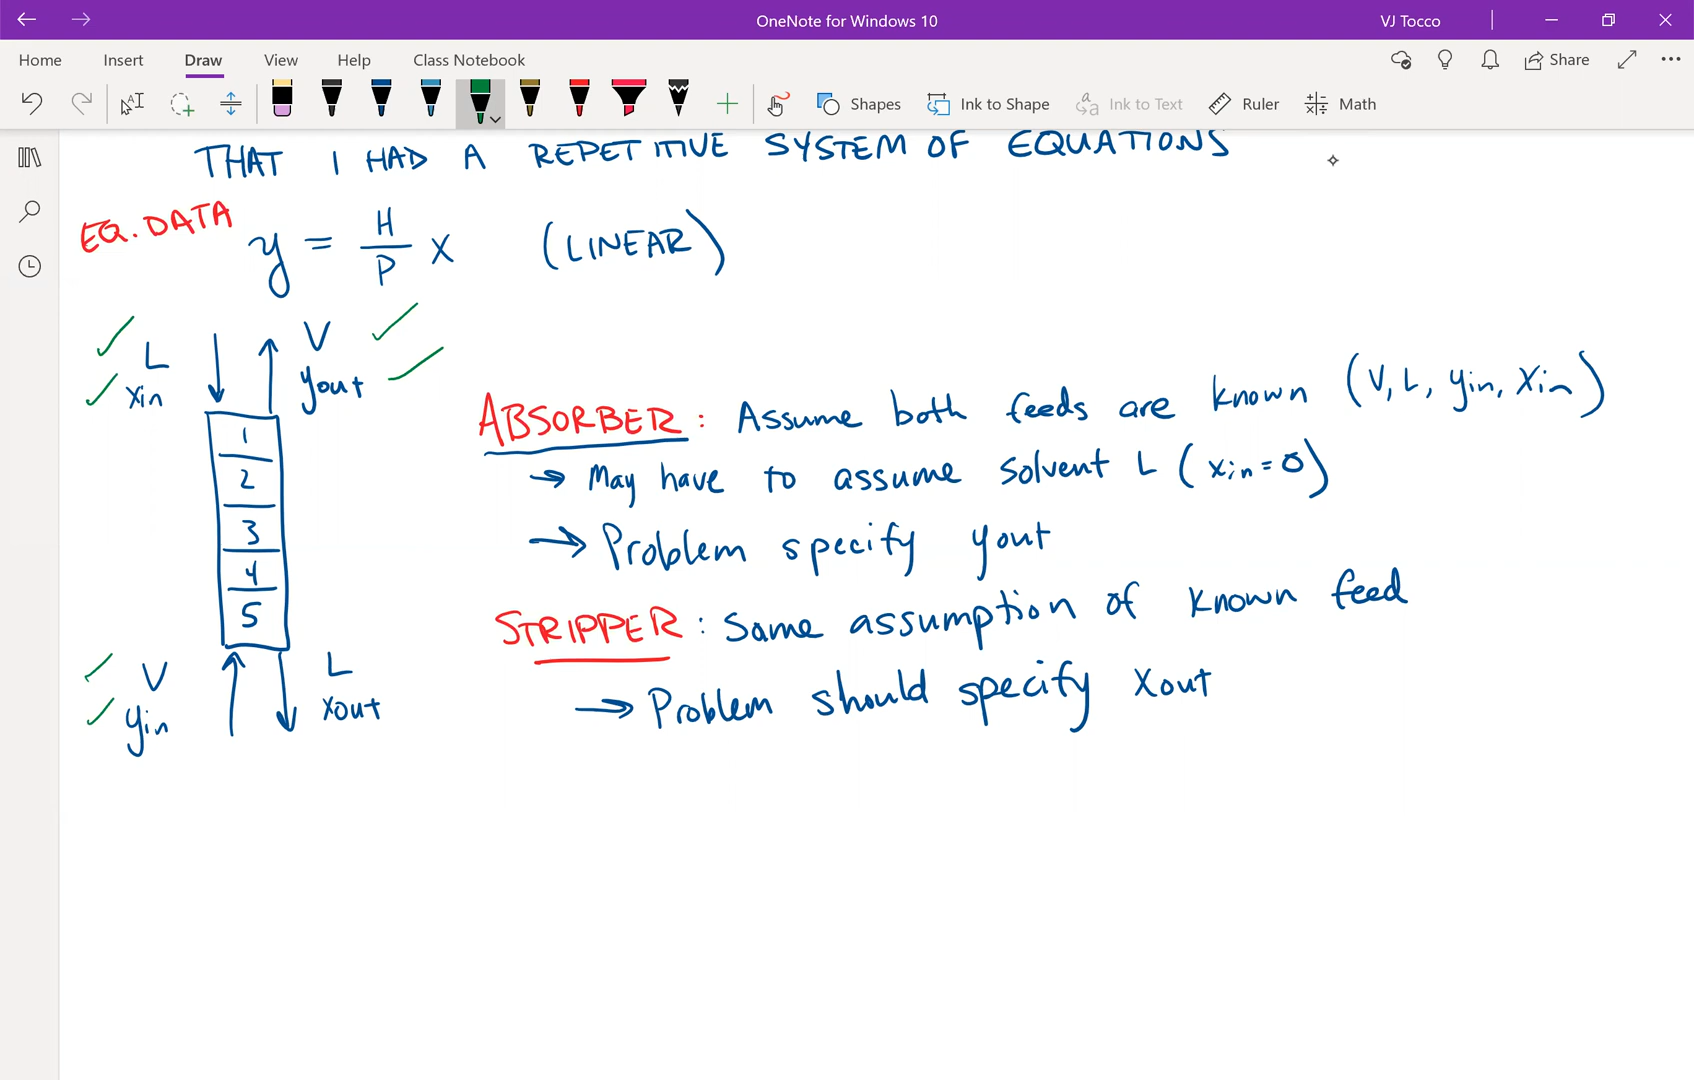 OneNote for Windows 10
VJ Tocco
Home Insert Draw View Help Class Notebook
Share
Shapes Ink to Shape Ink to Text Ruler Math
THAT I HAD A REPETITIVE SYSTEM OF EQUATIONS
EQ. DATA
y = H/P x (LINEAR)
L V
xin yout
1
2
3
4
5
V L
yin xout
ABSORBER: Assume both feeds are known (V, L, yin, xin)
→ May have to assume solvent L (xin = 0)
→ Problem specify yout
STRIPPER: Same assumption of known feed
→ Problem should specify xout